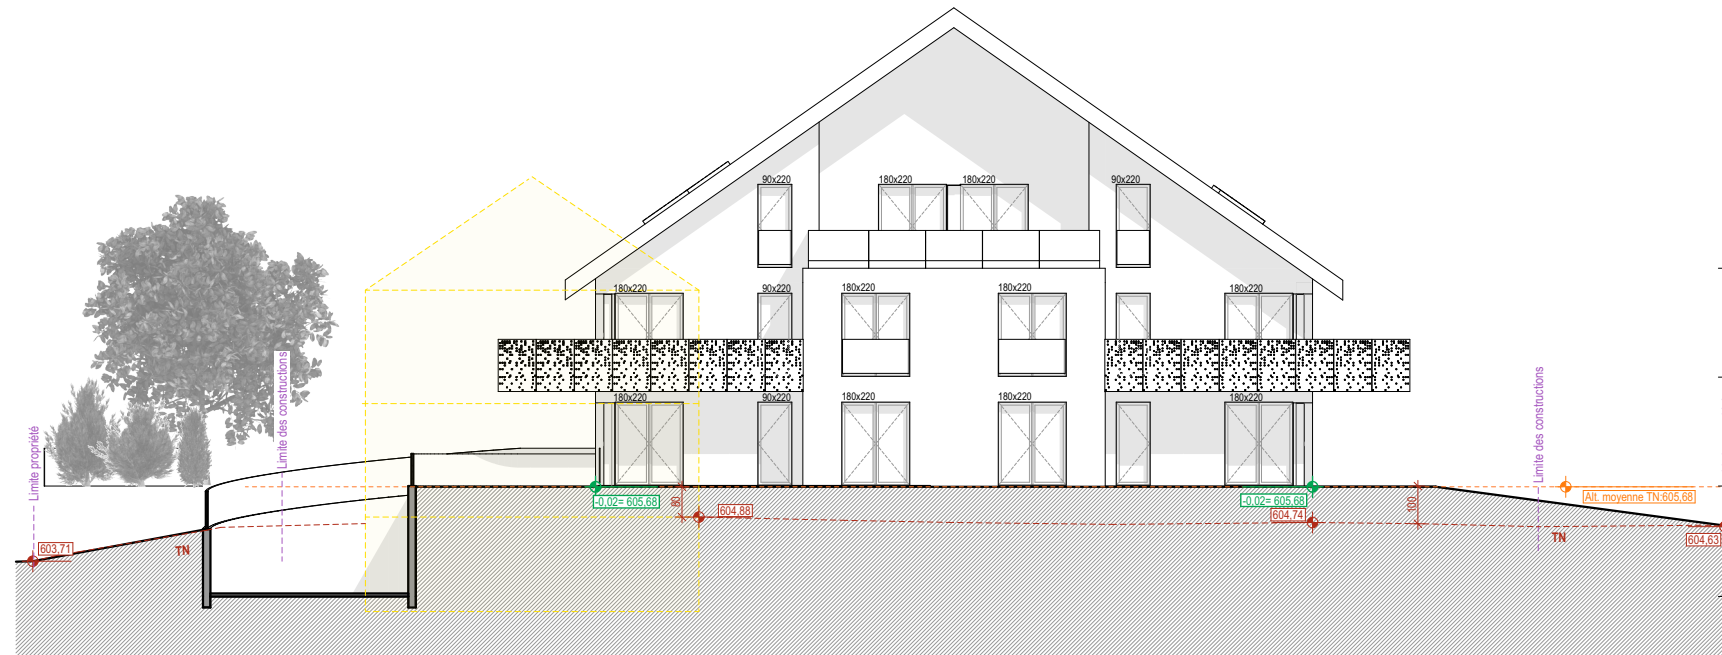 90x220
180x220
180x220
90x220
180x220
90x220
180x220
180x220
180x220
180x220
90x220
180x220
180x220
180x220
Limite propriété
Limite des constructions
Limite des constructions
-0.02= 605,68
80
604,88
-0.02= 605,68
604,74
100
Alt. moyenne TN:605,68
603,71
TN
TN
604,63